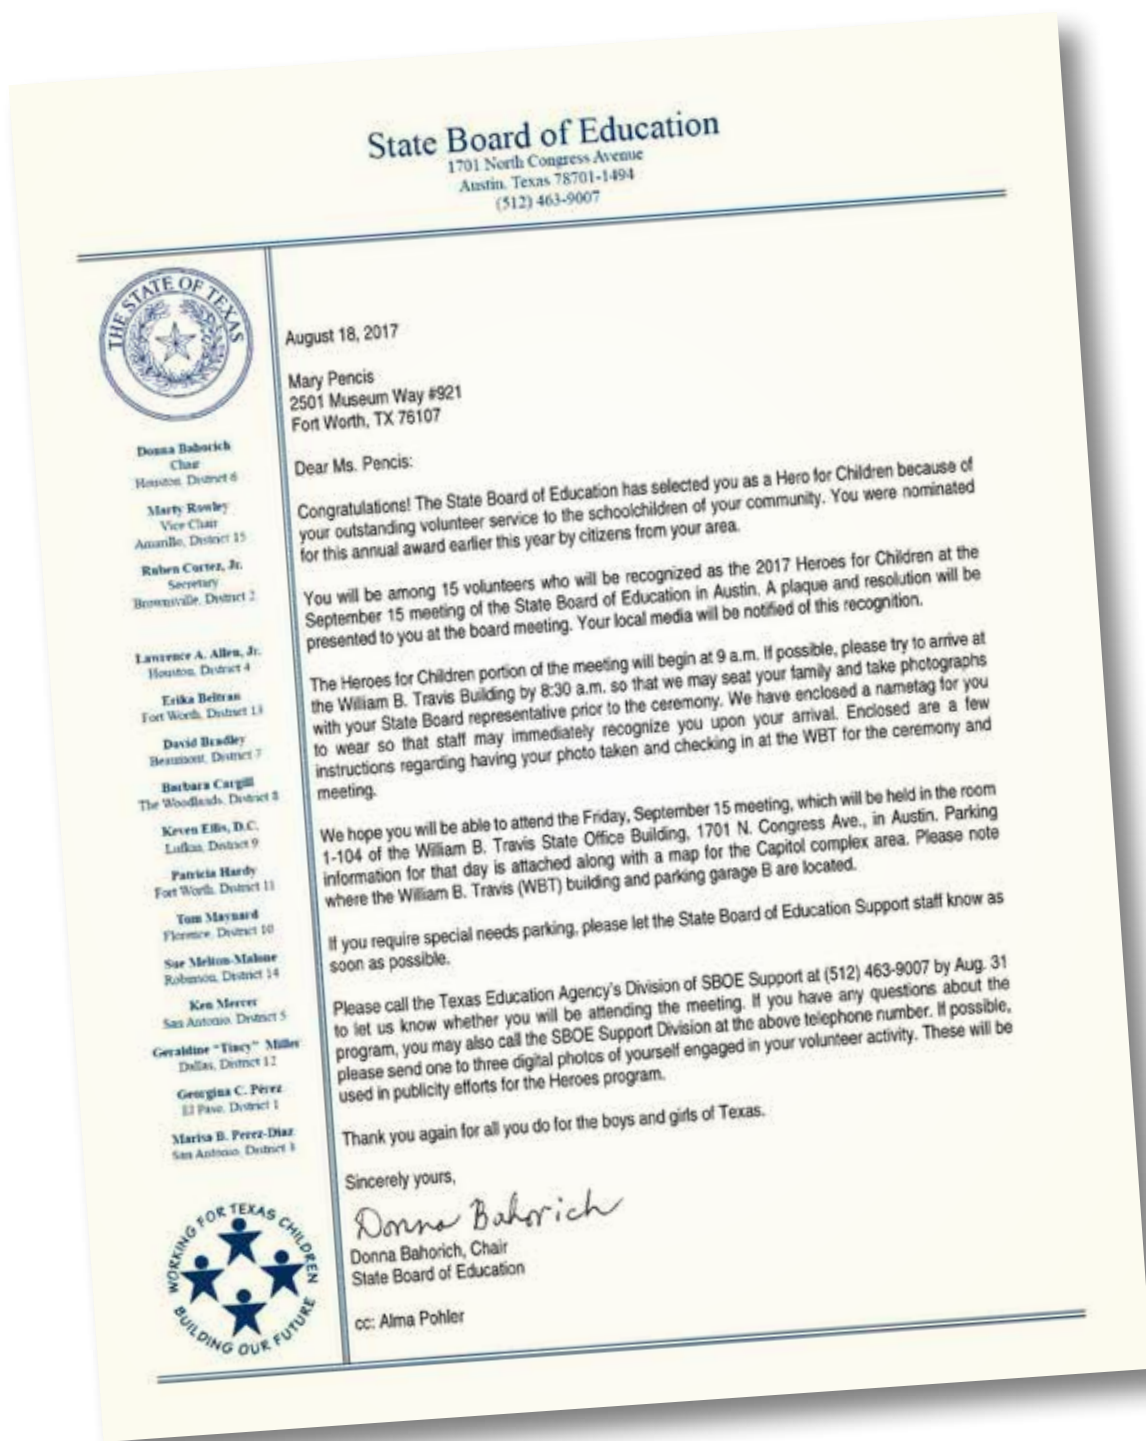 State Board of Education
1701 North Congress Avenue
Austin, Texas 78701-1494
(512) 463-9007
THE STATE OF TEXAS
Donna Bahorich
Chair
Houston, District 6
Marty Rowley
Vice Chair
Amarillo, District 15
Ruben Cortez, Jr.
Secretary
Brownsville, District 2
Lawrence A. Allen, Jr.
Houston, District 4
Erika Beltran
Fort Worth, District 13
David Bradley
Beaumont, District 7
Barbara Cargill
The Woodlands, District 8
Keven Ellis, D.C.
Lufkin, District 9
Patricia Hardy
Fort Worth, District 11
Tom Maynard
Florence, District 10
Sue Melton-Malone
Robinson, District 14
Ken Mercer
San Antonio, District 5
Geraldine "Tincy" Miller
Dallas, District 12
Georgina C. Pérez
El Paso, District 1
Marisa B. Perez-Diaz
San Antonio, District
WORKING FOR TEXAS CHILDREN
BUILDING OUR FUTURE
August 18, 2017
Mary Pencis
2501 Museum Way #921
Fort Worth, TX 76107
Dear Ms. Pencis:
Congratulations! The State Board of Education has selected you as a Hero for Children because of
your outstanding volunteer service to the schoolchildren of your community. You were nominated
for this annual award earlier this year by citizens from your area.
You will be among 15 volunteers who will be recognized as the 2017 Heroes for Children at the
September 15 meeting of the State Board of Education in Austin. A plaque and resolution will be
presented to you at the board meeting. Your local media will be notified of this recognition.
The Heroes for Children portion of the meeting will begin at 9 a.m. If possible, please try to arrive at
the William B. Travis Building by 8:30 a.m. so that we may seat your family and take photographs
with your State Board representative prior to the ceremony. We have enclosed a nametag for you
to wear so that staff may immediately recognize you upon your arrival. Enclosed are a few
instructions regarding having your photo taken and checking in at the WBT for the ceremony and
meeting.
We hope you will be able to attend the Friday, September 15 meeting, which will be held in the room
1-104 of the William B. Travis State Office Building, 1701 N. Congress Ave., in Austin. Parking
information for that day is attached along with a map for the Capitol complex area. Please note
where the William B. Travis (WBT) building and parking garage B are located.
If you require special needs parking, please let the State Board of Education Support staff know as
soon as possible.
Please call the Texas Education Agency's Division of SBOE Support at (512) 463-9007 by Aug. 31
to let us know whether you will be attending the meeting. If you have any questions about the
program, you may also call the SBOE Support Division at the above telephone number. If possible,
please send one to three digital photos of yourself engaged in your volunteer activity. These will be
used in publicity efforts for the Heroes program.
Thank you again for all you do for the boys and girls of Texas.
Sincerely yours,
Donna Bahorich
Donna Bahorich, Chair
State Board of Education
cc: Alma Pohler